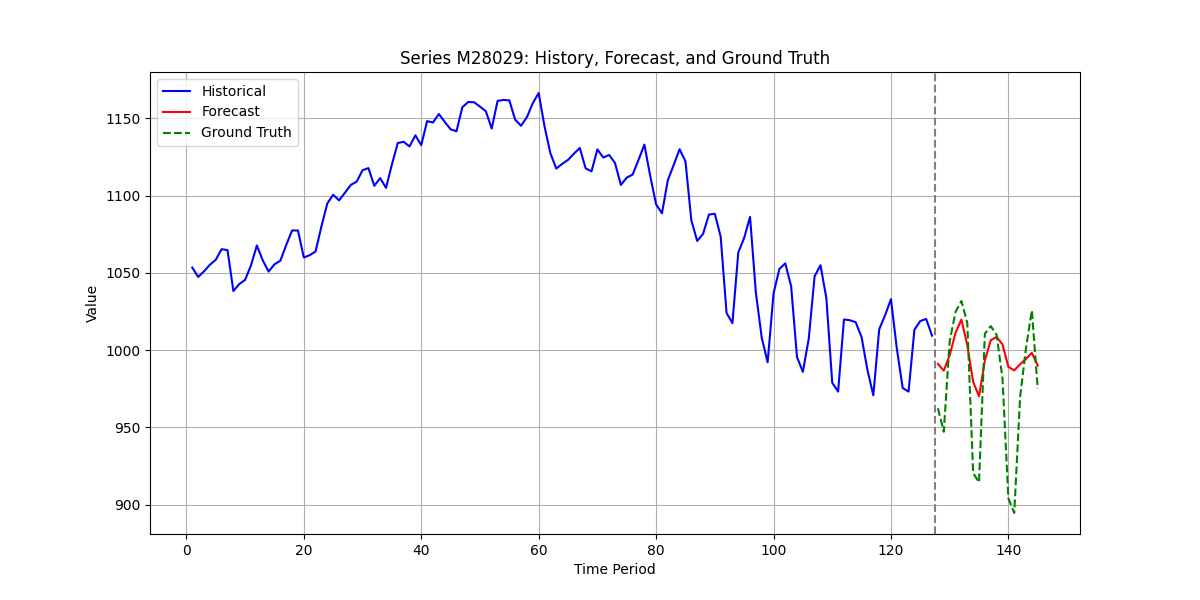 Series M28029: History, Forecast, and Ground Truth
Historical
Forecast
Ground Truth
1150
1100
1050
1000
950
900
Value
0 20 40 60 80 100 120 140
Time Period